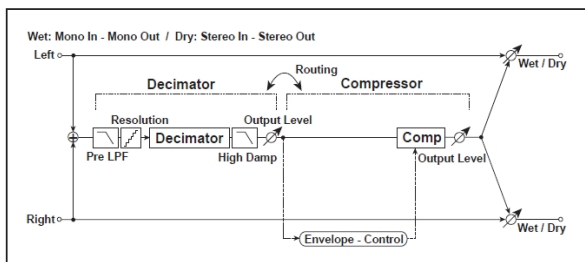 Wet: Mono In - Mono Out / Dry: Stereo In - Stereo Out
Left
Wet / Dry
Routing
Decimator
Compressor
Resolution
Output Level
Decimator
Comp
Pre LPF
High Damp
Output Level
Right
Wet / Dry
Envelope - Control